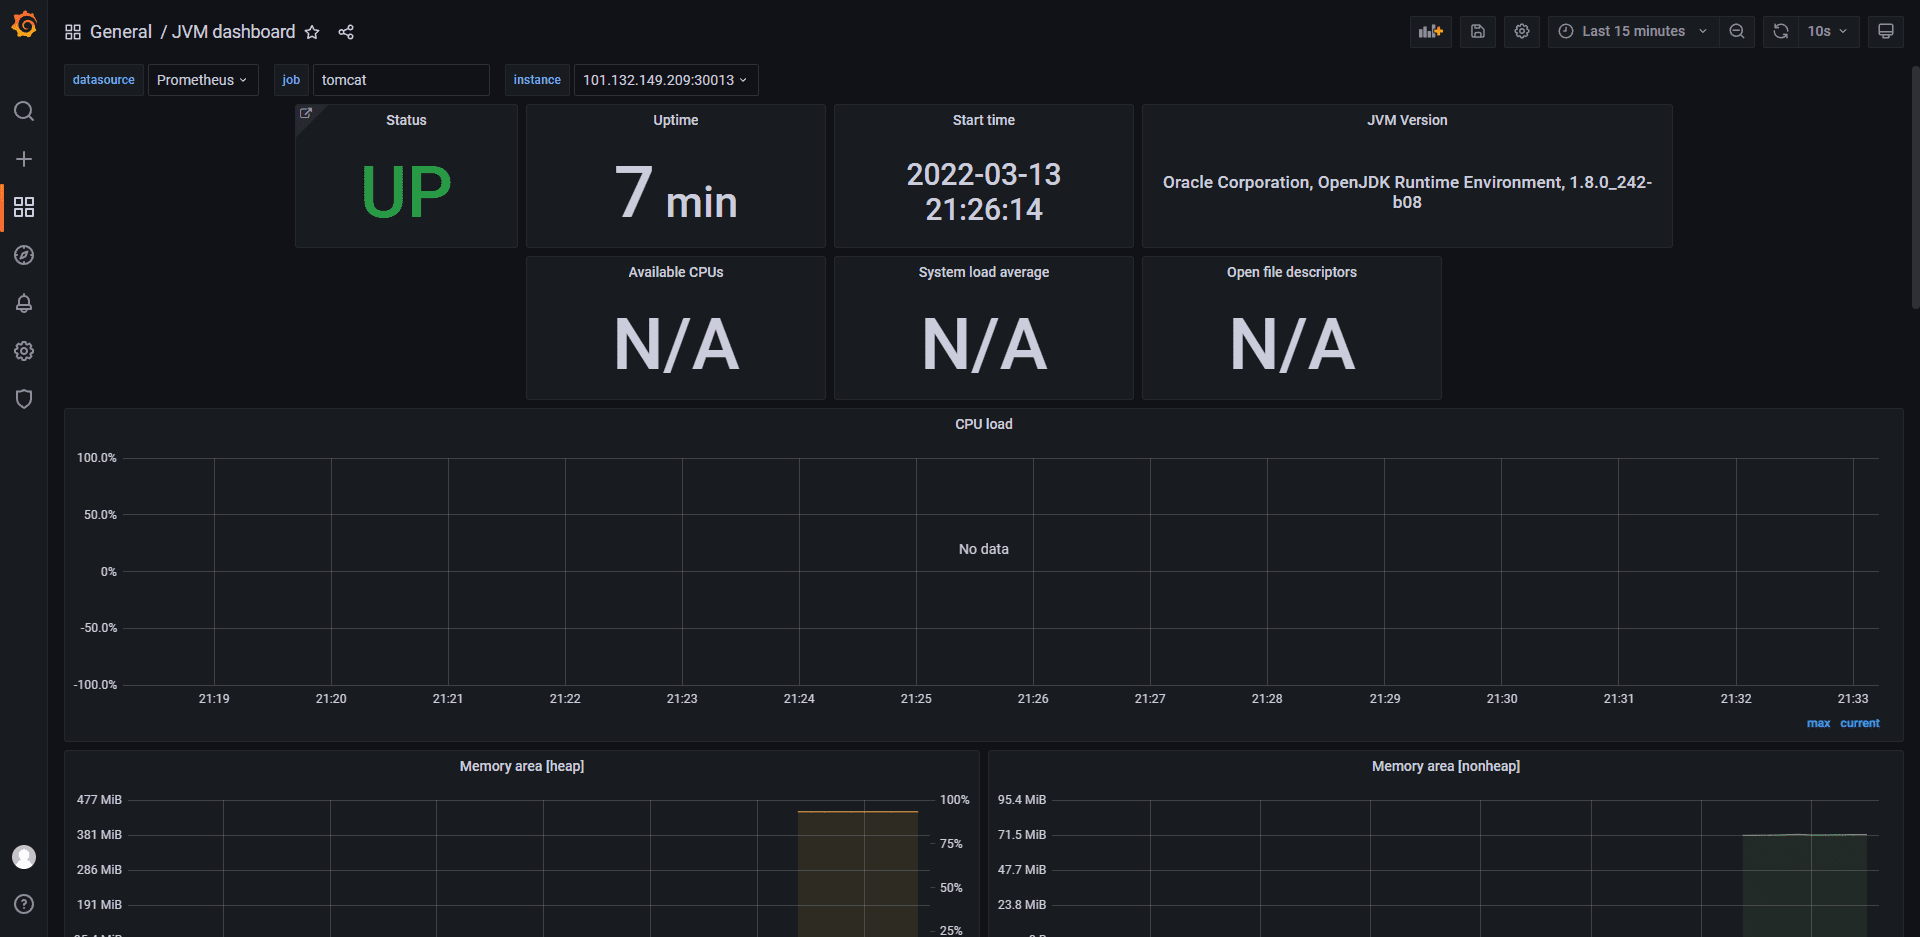 General / JVM dashboard
Last 15 minutes
10s
datasource Prometheus job tomcat instance 101.132.149.209:30013
Status
UP
Uptime
7 min
Start time
2022-03-13
21:26:14
JVM Version
Oracle Corporation, OpenJDK Runtime Environment, 1.8.0_242-
b08
Available CPUs
N/A
System load average
N/A
Open file descriptors
N/A
CPU load
100.0%
50.0%
0%
-50.0%
-100.0%
No data
21:19 21:20 21:21 21:22 21:23 21:24 21:25 21:26 21:27 21:28 21:29 21:30 21:31 21:32 21:33
max current
Memory area [heap]
477 MiB
381 MiB
286 MiB
191 MiB
100%
75%
50%
25%
Memory area [nonheap]
95.4 MiB
71.5 MiB
47.7 MiB
23.8 MiB